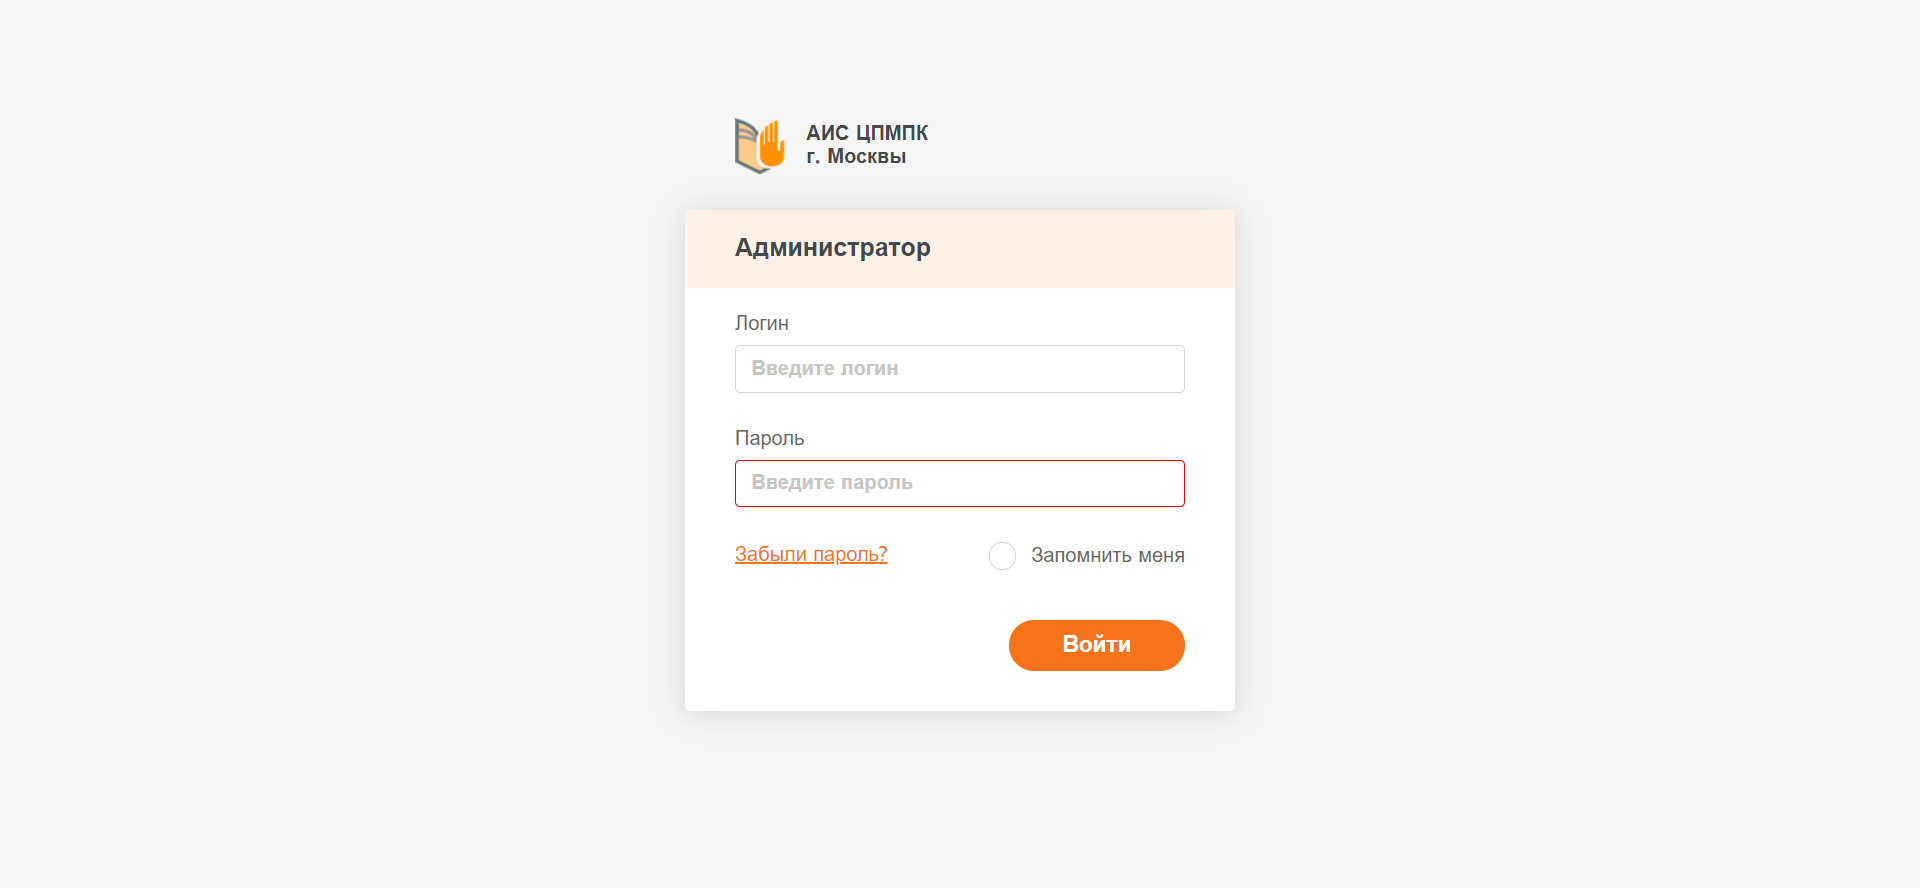 АИС ЦПМПК
г. Москвы
Администратор
Логин
Введите логин
Пароль
Введите пароль
Забыли пароль?
Запомнить меня
Войти